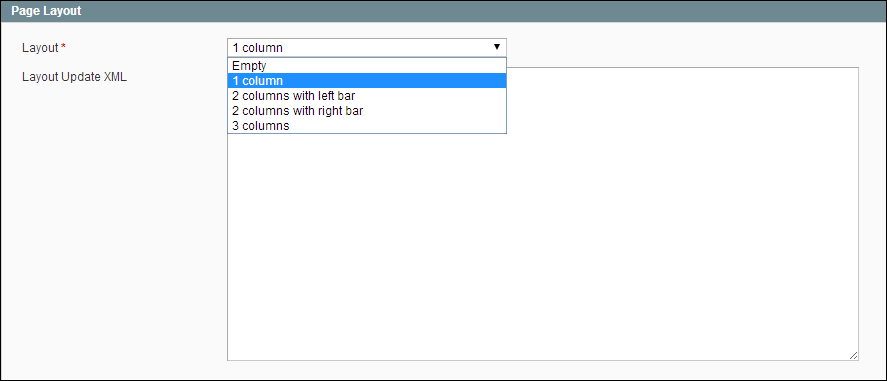 Page Layout
Layout *
1 column
Empty
1 column
2 columns with left bar
2 columns with right bar
3 columns
Layout Update XML